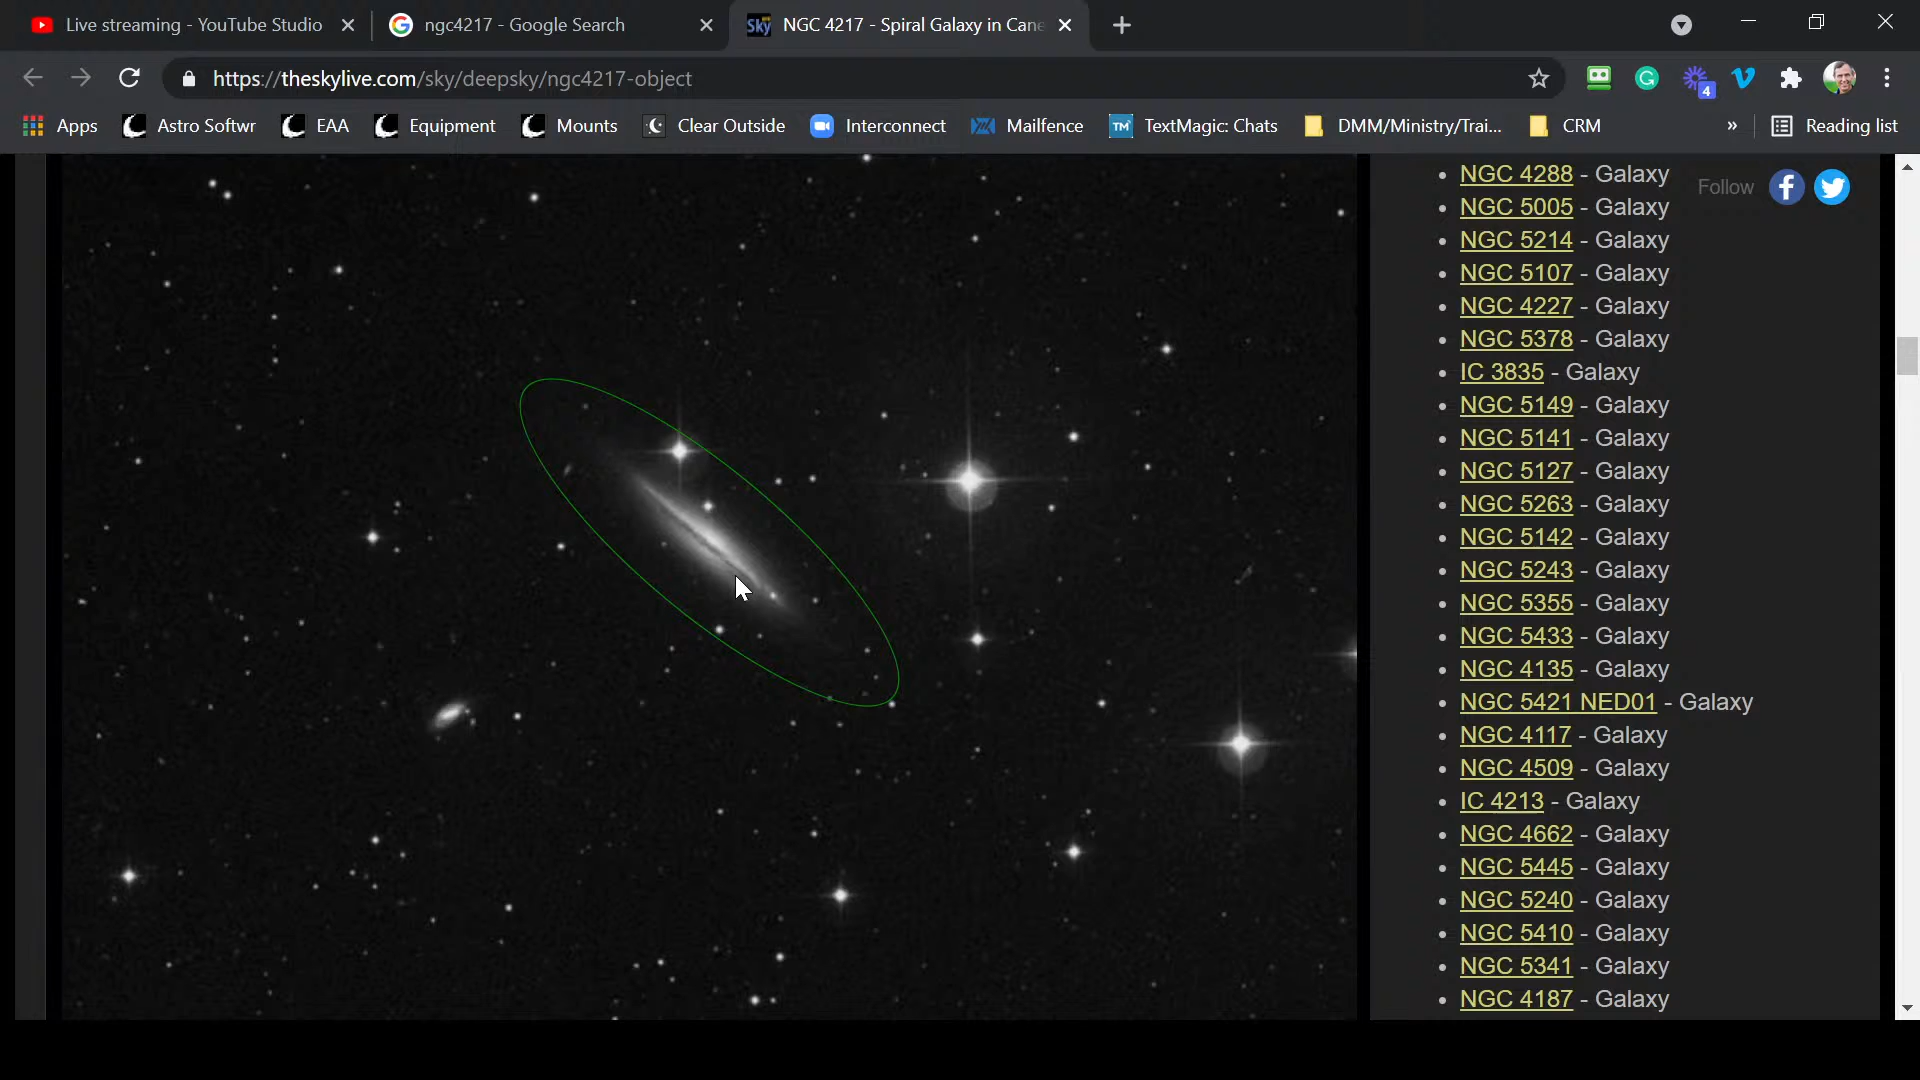 Live streaming - YouTube Studio
ngc4217 - Google Search
Sky
NGC 4217 - Spiral Galaxy in Cane
https://theskylive.com/sky/deepsky/ngc4217-object
4
Apps
Astro Softwr
EAA
Equipment
Mounts
Clear Outside
Interconnect
Mailfence
TM
TextMagic: Chats
DMM/Ministry/Trai...
CRM
»
Reading list
Follow
NGC 4288 - Galaxy
NGC 5005 - Galaxy
NGC 5214 - Galaxy
NGC 5107 - Galaxy
NGC 4227 - Galaxy
NGC 5378 - Galaxy
IC 3835 - Galaxy
NGC 5149 - Galaxy
NGC 5141 - Galaxy
NGC 5127 - Galaxy
NGC 5263 - Galaxy
NGC 5142 - Galaxy
NGC 5243 - Galaxy
NGC 5355 - Galaxy
NGC 5433 - Galaxy
NGC 4135 - Galaxy
NGC 5421 NED01 - Galaxy
NGC 4117 - Galaxy
NGC 4509 - Galaxy
IC 4213 - Galaxy
NGC 4662 - Galaxy
NGC 5445 - Galaxy
NGC 5240 - Galaxy
NGC 5410 - Galaxy
NGC 5341 - Galaxy
NGC 4187 - Galaxy